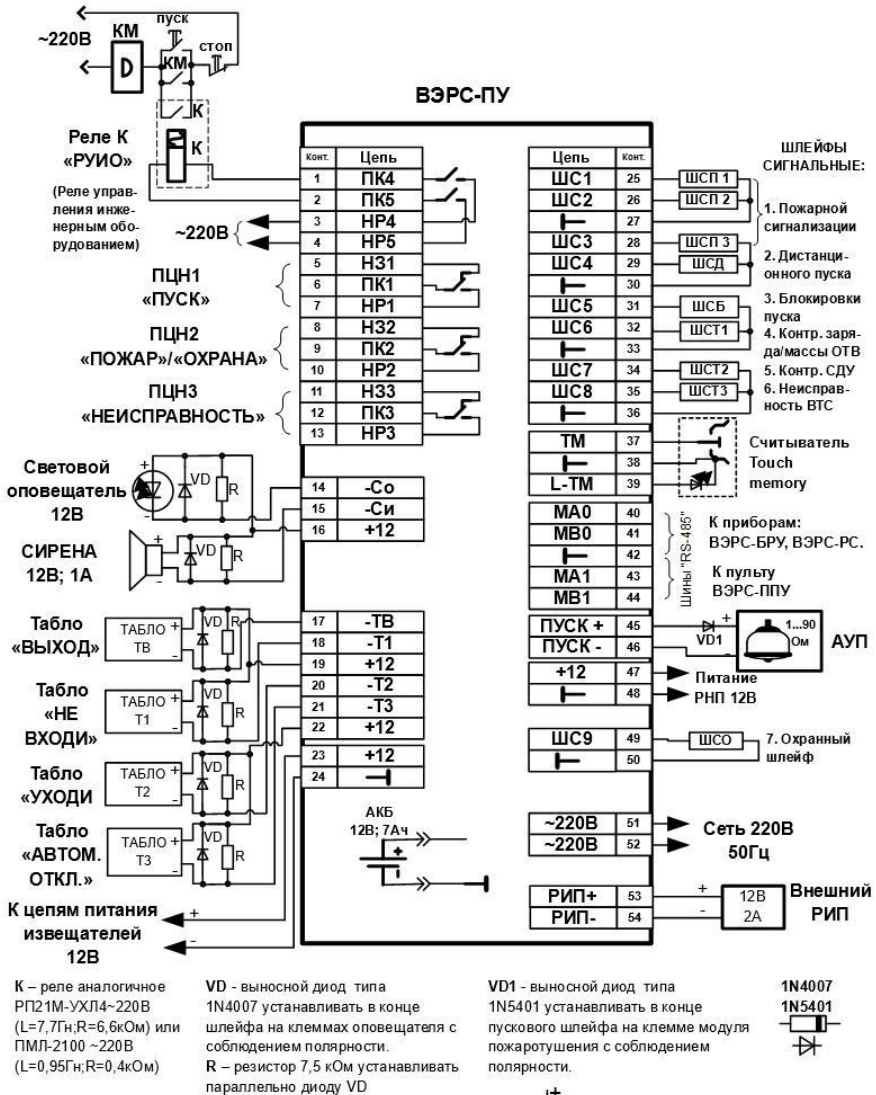 ~220В
КМ
D
пуск
стоп
КМ
К
К
Реле К
«РУИО»
(Реле управ-
ления инже-
нерным обо-
рудованием)
~220В
ПЦН1
«ПУСК»
ПЦН2
«ПОЖАР»/«ОХРАНА»
ПЦН3
«НЕИСПРАВНОСТЬ»
Световой
оповещатель
12В
+
-
VD
R
СИРЕНА
12В; 1А
+
-
VD
R
Табло
«ВЫХОД»
ТАБЛО +
ТВ -
VD
R
Табло
«НЕ
ВХОДИ»
ТАБЛО +
Т1 -
VD
R
Табло
«УХОДИ
ТАБЛО +
Т2 -
VD
R
Табло
«АВТОМ.
ОТКЛ.»
ТАБЛО +
Т3 -
VD
R
К цепям питания
извещателей
12В
+
-
ВЭРС-ПУ
Конт. Цепь
1 ПК4
2 ПК5
3 НР4
4 НР5
5 НЗ1
6 ПК1
7 НР1
8 НЗ2
9 ПК2
10 НР2
11 НЗ3
12 ПК3
13 НР3
14 -Со
15 -Си
16 +12
17 -ТВ
18 -Т1
19 +12
20 -Т2
21 -Т3
22 +12
23 +12
24
АКБ
12В; 7Ач
+
-
Цепь Конт.
ШС1 25
ШС2 26
27
ШС3 28
ШС4 29
30
ШС5 31
ШС6 32
33
ШС7 34
ШС8 35
36
ТМ 37
38
L-ТМ 39
МА0 40
МВ0 41
42
МА1 43
МВ1 44
ПУСК + 45
ПУСК - 46
+12 47
48
ШС9 49
50
~220В 51
~220В 52
РИП+ 53
РИП- 54
ШЛЕЙФЫ
СИГНАЛЬНЫЕ:
ШСП 1
ШСП 2
ШСП 3
ШСД
ШСБ
ШСТ1
ШСТ2
ШСТ3
1. Пожарной
сигнализации
2. Дистанци-
онного пуска
3. Блокировки
пуска
4. Контр. заря-
да/массы ОТВ
5. Контр. СДУ
6. Неисправ-
ность ВТС
Считыватель
Touch
memory
Шины "RS-485"
К приборам:
ВЭРС-БРУ, ВЭРС-РС.
К пульту
ВЭРС-ППУ
VD1
+
-
1...90
Ом
АУП
Питание
РНП 12В
ШСО
7. Охранный
шлейф
Сеть 220В
50Гц
+
-
12В
2А
Внешний
РИП
К – реле аналогичное
РП21М-УХЛ4~220В
(L=7,7Гн;R=6,6кОм) или
ПМЛ-2100 ~220В
(L=0,95Гн;R=0,4кОм)
VD - выносной диод типа
1N4007 устанавливать в конце
шлейфа на клеммах оповещателя с
соблюдением полярности.
R – резистор 7,5 кОм устанавливать
параллельно диоду VD
VD1 - выносной диод типа
1N5401 устанавливать в конце
пускового шлейфа на клемме модуля
пожаротушения с соблюдением
полярности.
1N4007
1N5401